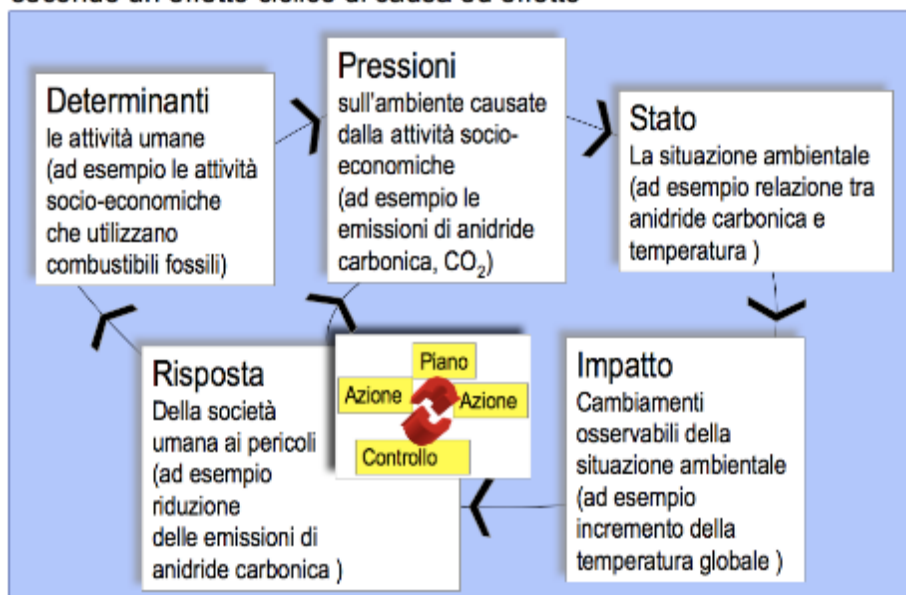 secondo un effetto ciclico di causa ed effetto
Determinanti
le attività umane
(ad esempio le attività
socio-economiche
che utilizzano
combustibili fossili)
Pressioni
sull'ambiente causate
dalla attività socio-
economiche
(ad esempio le
emissioni di anidride
carbonica, CO₂)
Stato
La situazione ambientale
(ad esempio relazione tra
anidride carbonica e
temperatura )
Impatto
Cambiamenti
osservabili della
situazione ambientale
(ad esempio
incremento della
temperatura globale )
Risposta
Della società
umana ai pericoli
(ad esempio
riduzione
delle emissioni di
anidride carbonica )
Piano
Azione
Azione
Controllo